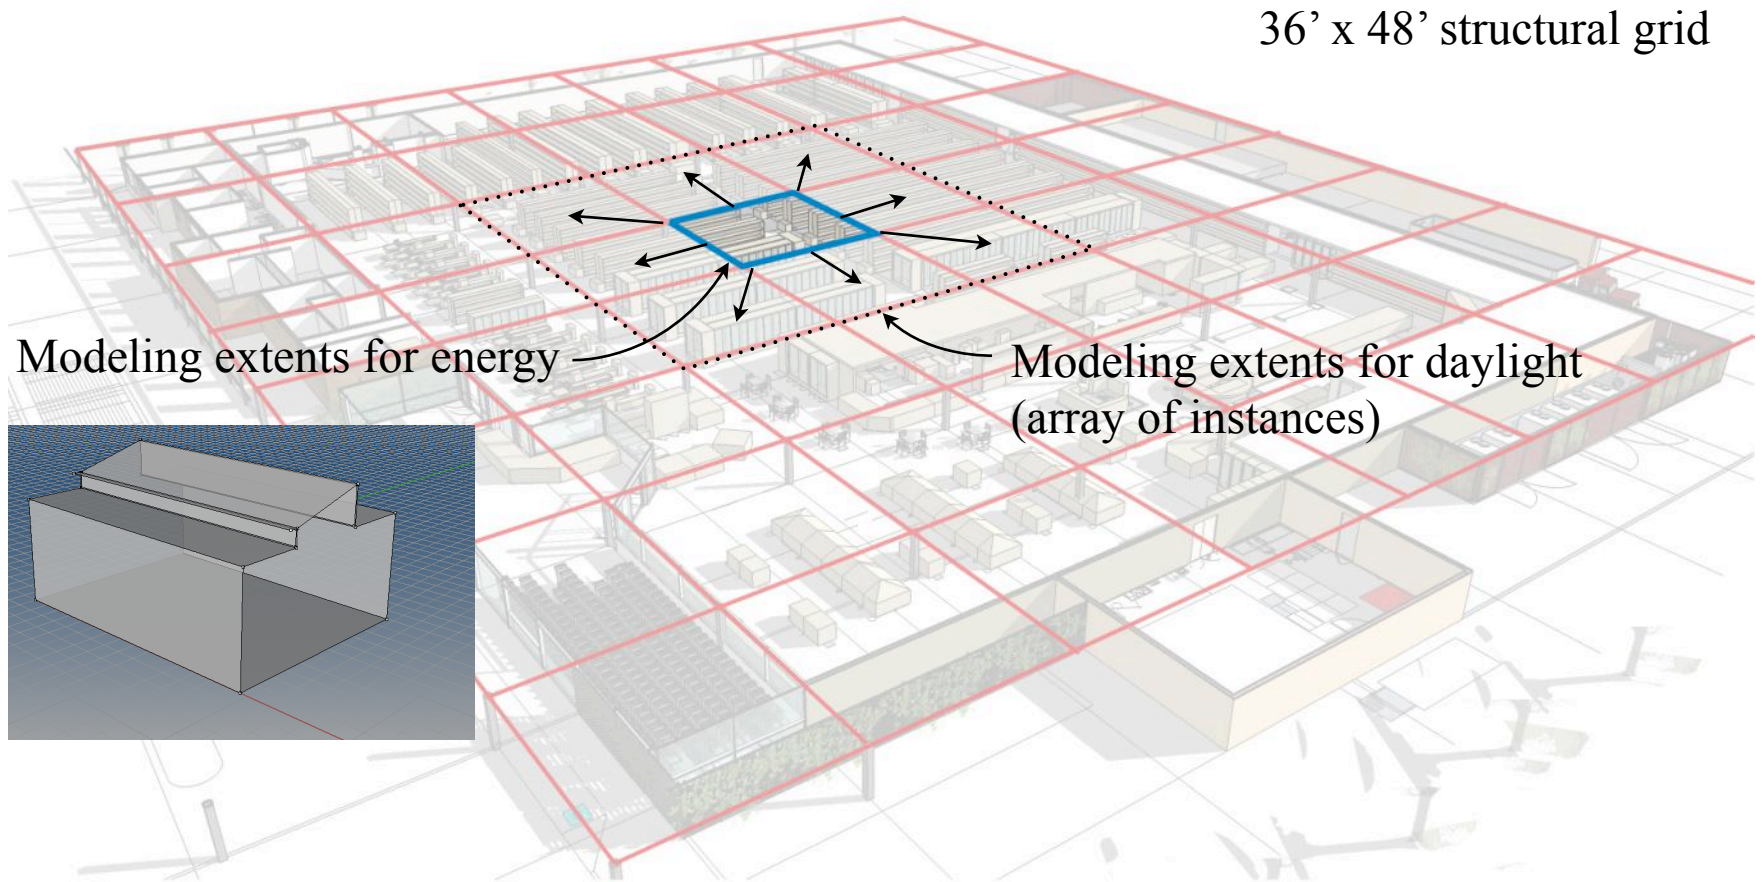 36’ x 48’ structural grid
Modeling extents for energy
Modeling extents for daylight
(array of instances)